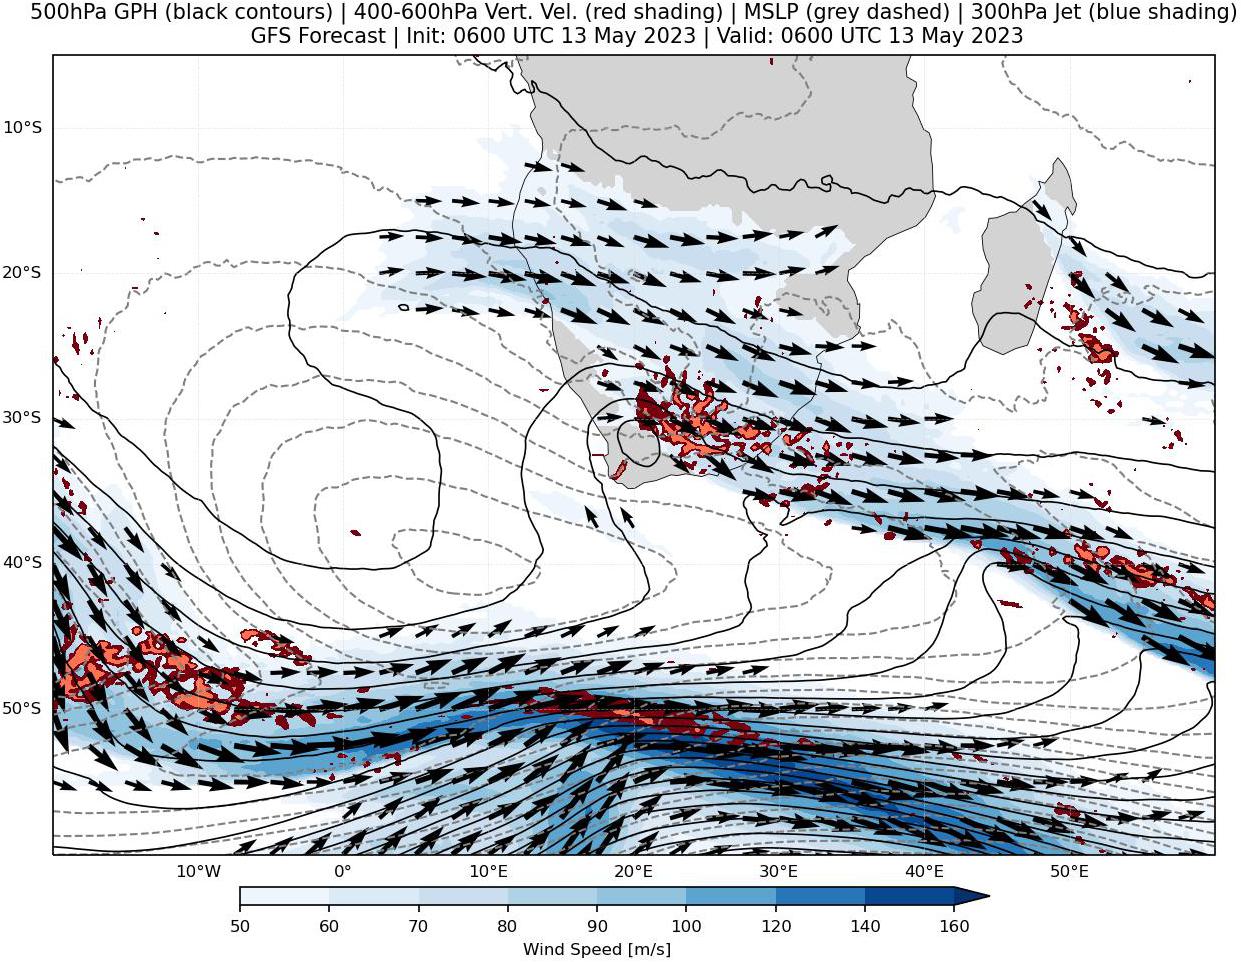 500hPa GPH (black contours) | 400-600hPa Vert. Vel. (red shading) | MSLP (grey dashed) | 300hPa Jet (blue shading)
GFS Forecast | Init: 0600 UTC 13 May 2023 | Valid: 0600 UTC 13 May 2023
10°S
20°S
30°S
40°S
50°S
10°W 0° 10°E 20°E 30°E 40°E 50°E
50 60 70 80 90 100 120 140 160
Wind Speed [m/s]